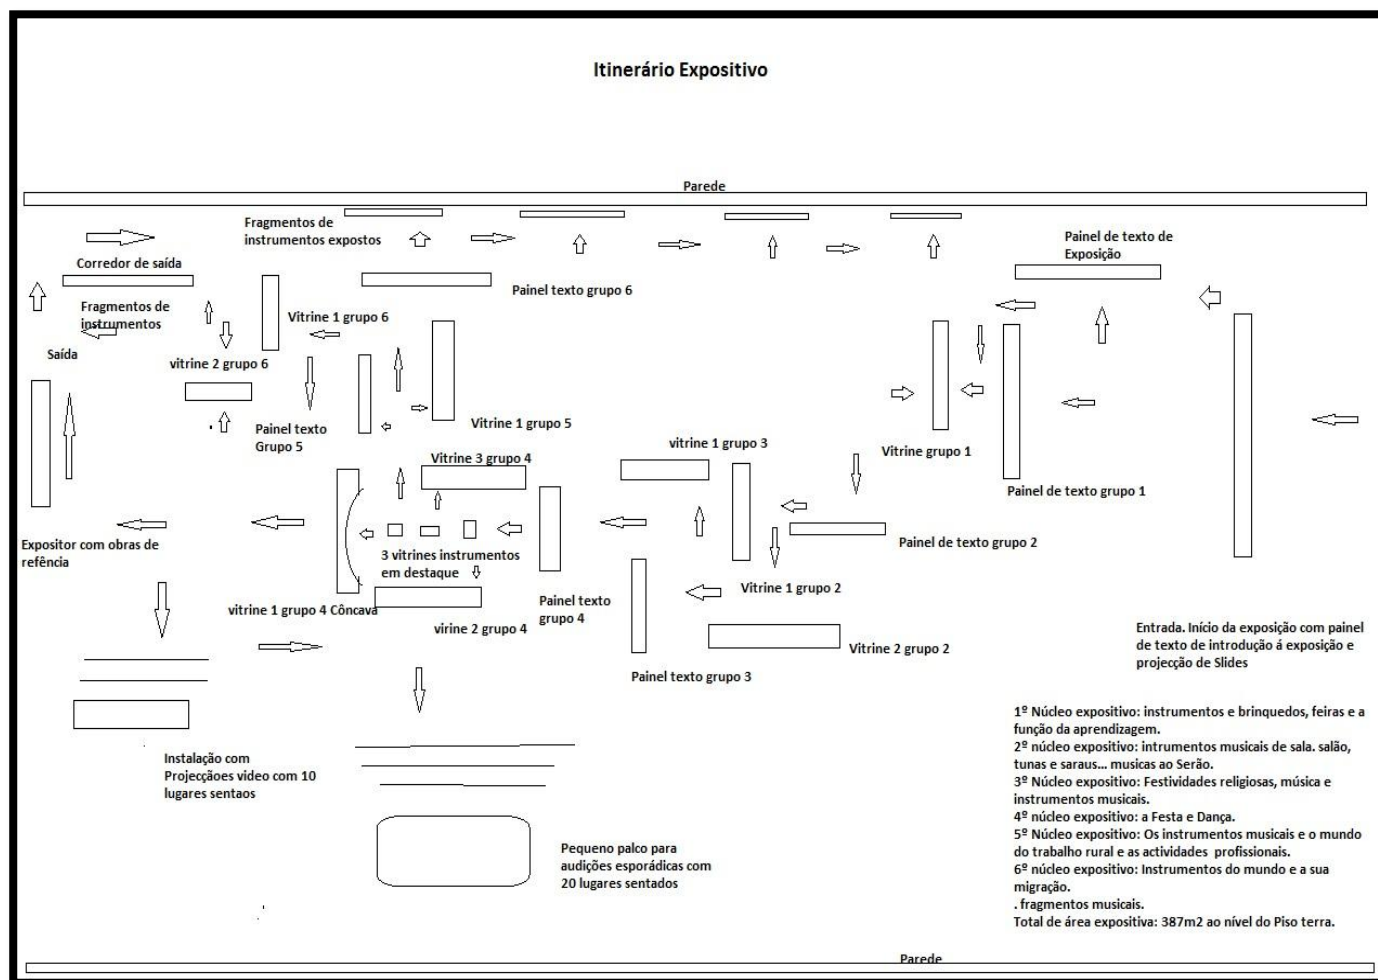 Itinerário Expositivo
Parede
Fragmentos de
instrumentos expostos
Painel de texto de
Exposição
Corredor de saída
Painel texto grupo 6
Fragmentos de
instrumentos
Vitrine 1 grupo 6
Saída
vitrine 2 grupo 6
Painel texto
Grupo 5
Vitrine 1 grupo 5
vitrine 1 grupo 3
Vitrine grupo 1
Vitrine 3 grupo 4
Painel de texto grupo 1
Expositor com obras de
refência
3 vitrines instrumentos
em destaque
Painel de texto grupo 2
Vitrine 1 grupo 2
vitrine 1 grupo 4 Côncava
virine 2 grupo 4
Painel texto
grupo 4
Vitrine 2 grupo 2
Painel texto grupo 3
Entrada. Início da exposição com painel
de texto de introdução á exposição e
projecção de Slides
1º Núcleo expositivo: instrumentos e brinquedos, feiras e a
função da aprendizagem.
2º núcleo expositivo: intrumentos musicais de sala. salão,
tunas e saraus... musicas ao Serão.
3º Núcleo expositivo: Festividades religiosas, música e
instrumentos musicais.
4º núcleo expositivo: a Festa e Dança.
5º Núcleo expositivo: Os instrumentos musicais e o mundo
do trabalho rural e as actividades profissionais.
6º núcleo expositivo: Instrumentos do mundo e a sua
migração.
. fragmentos musicais.
Total de área expositiva: 387m2 ao nível do Piso terra.
Instalação com
Projecçãoes video com 10
lugares sentaos
Pequeno palco para
audições esporádicas com
20 lugares sentados
Parede